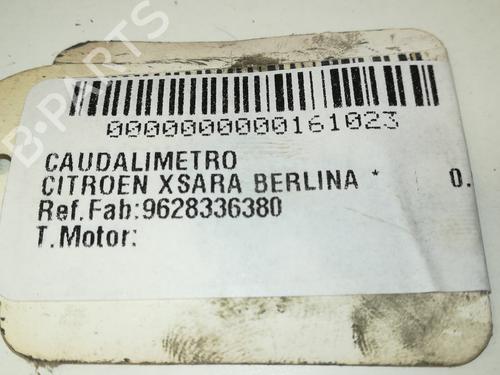 0000000000161023
CAUDALIMETRO
CITROEN XSARA BERLINA * 0.
Ref.Fab:9628336380
T.Motor:
B-PARTS